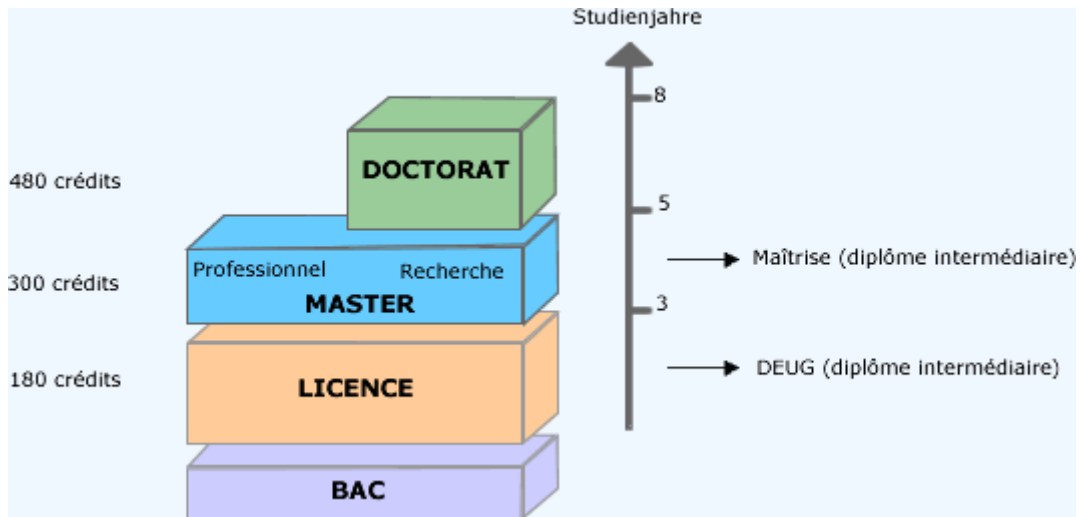 Studienjahre
8
DOCTORAT
480 crédits
5
Professionnel Recherche
Maîtrise (diplôme intermédiaire)
300 crédits
MASTER
3
180 crédits
LICENCE
DEUG (diplôme intermédiaire)
BAC